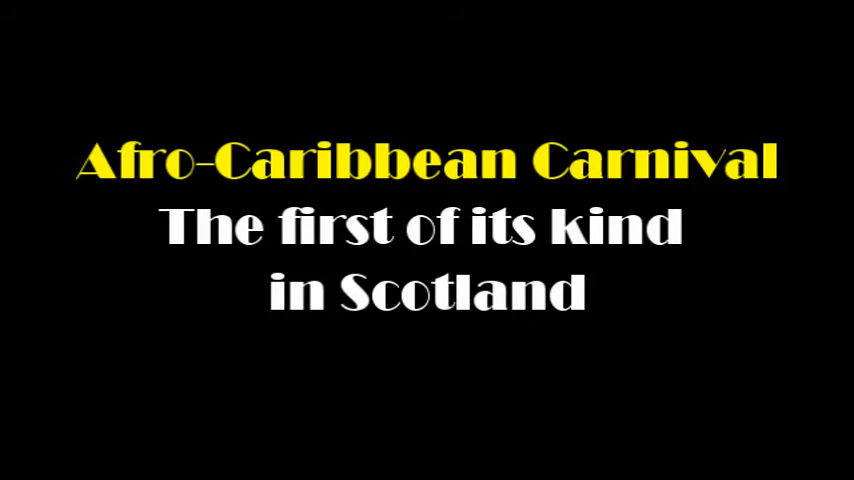 Afro-Caribbean Carnival
The first of its kind
in Scotland